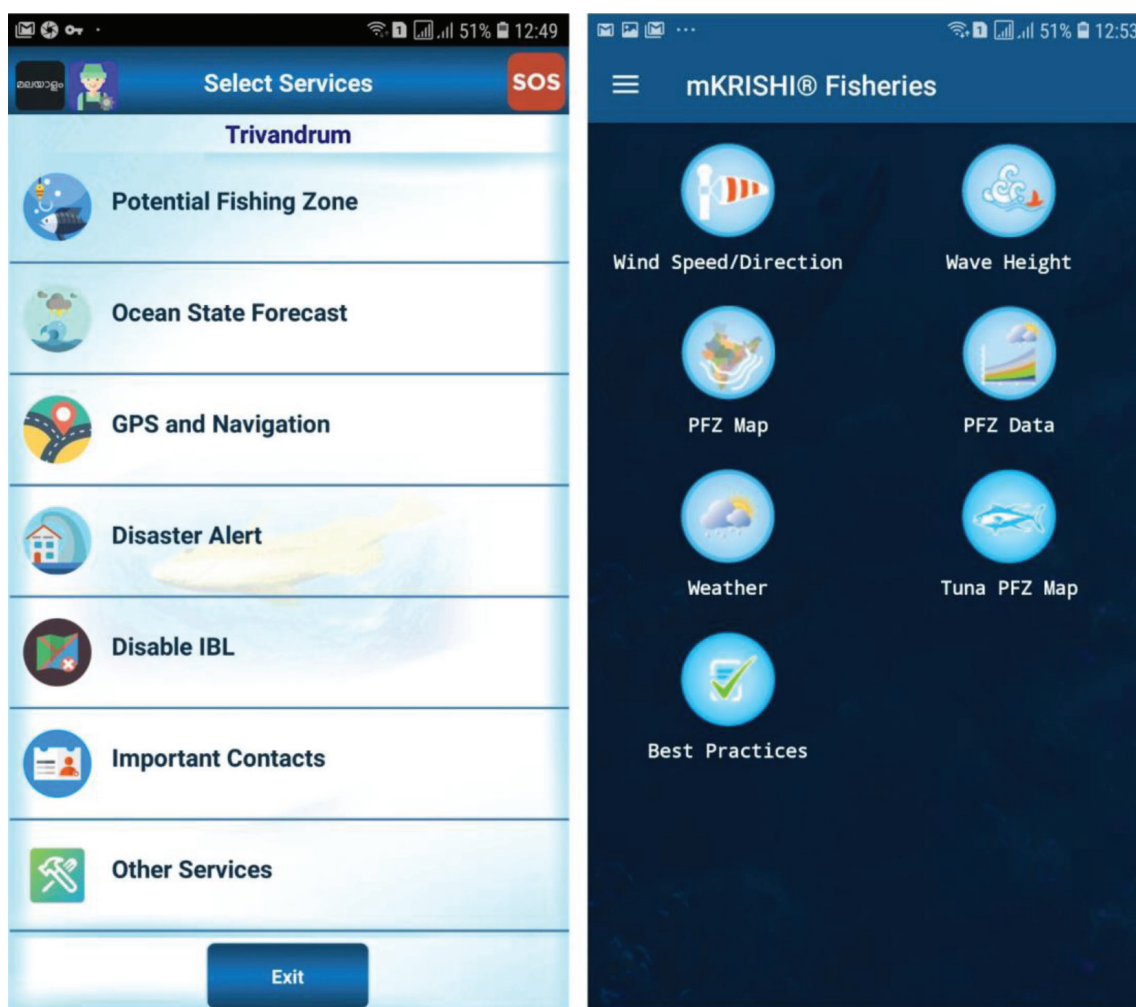 51% 12:49
മലയാളം
Select Services
SOS
Trivandrum
Potential Fishing Zone
Ocean State Forecast
GPS and Navigation
Disaster Alert
Disable IBL
Important Contacts
Other Services
Exit
1 51% 12:53
mKRISHI® Fisheries
Wind Speed/Direction
Wave Height
PFZ Map
PFZ Data
Weather
Tuna PFZ Map
Best Practices